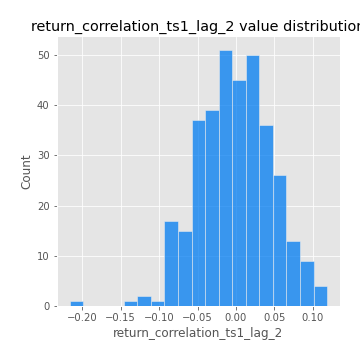 return_correlation_ts1_lag_2 value distribution
50
40
30
20
10
0
Count
−0.20 −0.15 −0.10 −0.05 0.00 0.05 0.10
return_correlation_ts1_lag_2